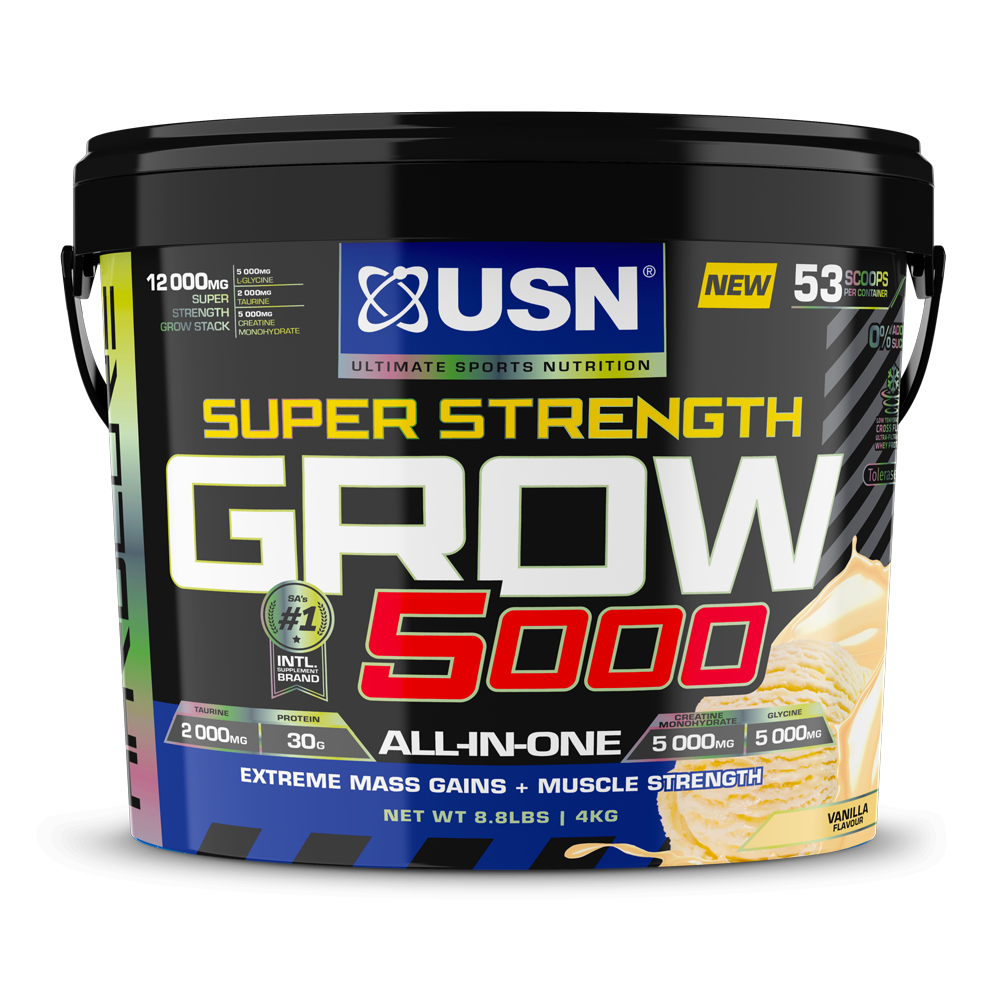 12 000MG
SUPER
STRENGTH
GROW STACK
5 000MG
L-GLYCINE
2 000MG
TAURINE
5 000MG
CREATINE
MONOHYDRATE
USN®
ULTIMATE SPORTS NUTRITION
NEW
53 SCOOPS
PER CONTAINER
0%
SUPER STRENGTH
GROW
5000
SA's
#1
INTL.
SUPPLEMENT
BRAND
TAURINE
2 000MG
PROTEIN
30G
ALL-IN-ONE
CREATINE
MONOHYDRATE
5 000MG
GLYCINE
5 000MG
EXTREME MASS GAINS + MUSCLE STRENGTH
NET WT 8.8LBS | 4KG
VANILLA
FLAVOUR